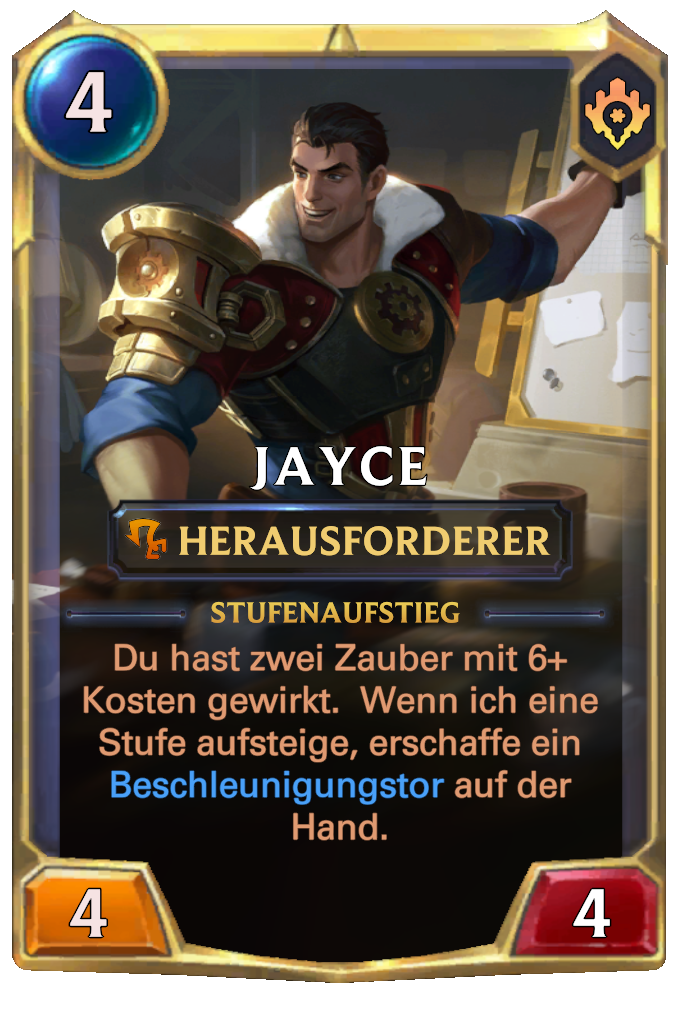 4
JAYCE
HERAUSFORDERER
STUFENAUFSTIEG
Du hast zwei Zauber mit 6+
Kosten gewirkt.  Wenn ich eine
Stufe aufsteige, erschaffe ein
Beschleunigungstor auf der
Hand.
4
4